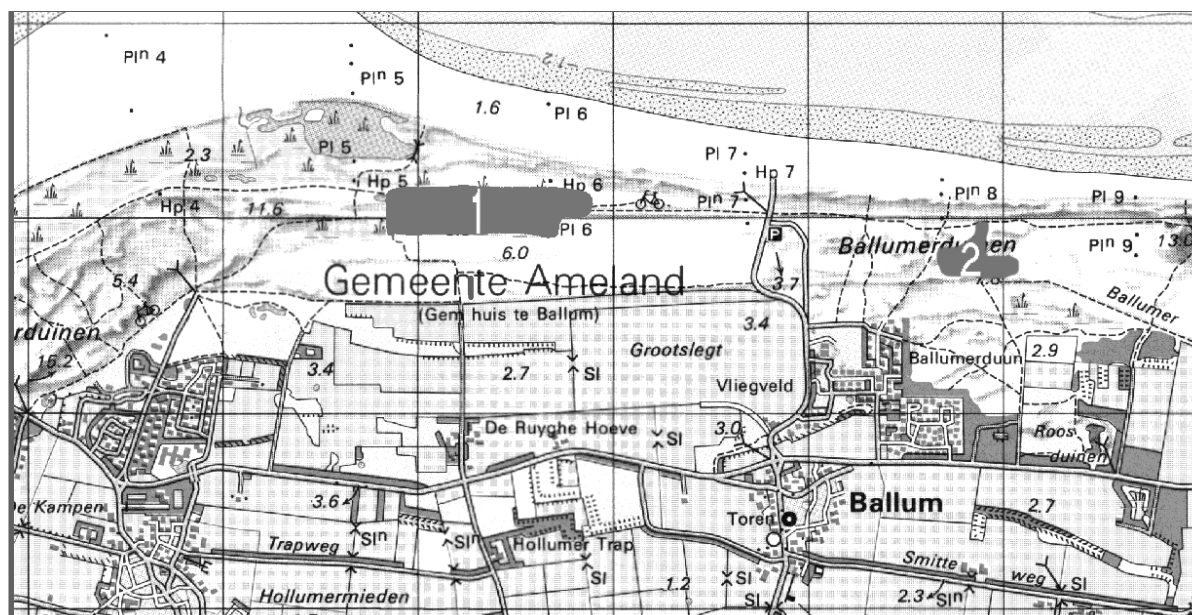 Plⁿ 4
Plⁿ 5
1.6
Pl 6
-1.2
2.3
Pl 5
Pl 7
Hp 7
Hp 4
Hp 5
Hp 6
Plⁿ 7
Plⁿ 8
Pl 9
11.6
1
Pl 6
P
Plⁿ 9
13.0
5.4
6.0
Ballumerduinen
2
3.7
Gemeente Ameland
(Gem huis te Ballum)
3.4
Ballumer
erduinen
15.2
3.4
2.7
Sl
Grootslegt
Ballumerduin
2.9
Vliegveld
De Ruyghe Hoeve
Sl
3.0
Roos
duinen
3.6
De Kampen
Slⁿ
Slⁿ
Toren
Ballum
2.7
Trapweg
Hollumer Trap
Sl
1.2
Sl
Smitte
weg
Sl
Hollumermieden
Sl
2.3
Slⁿ